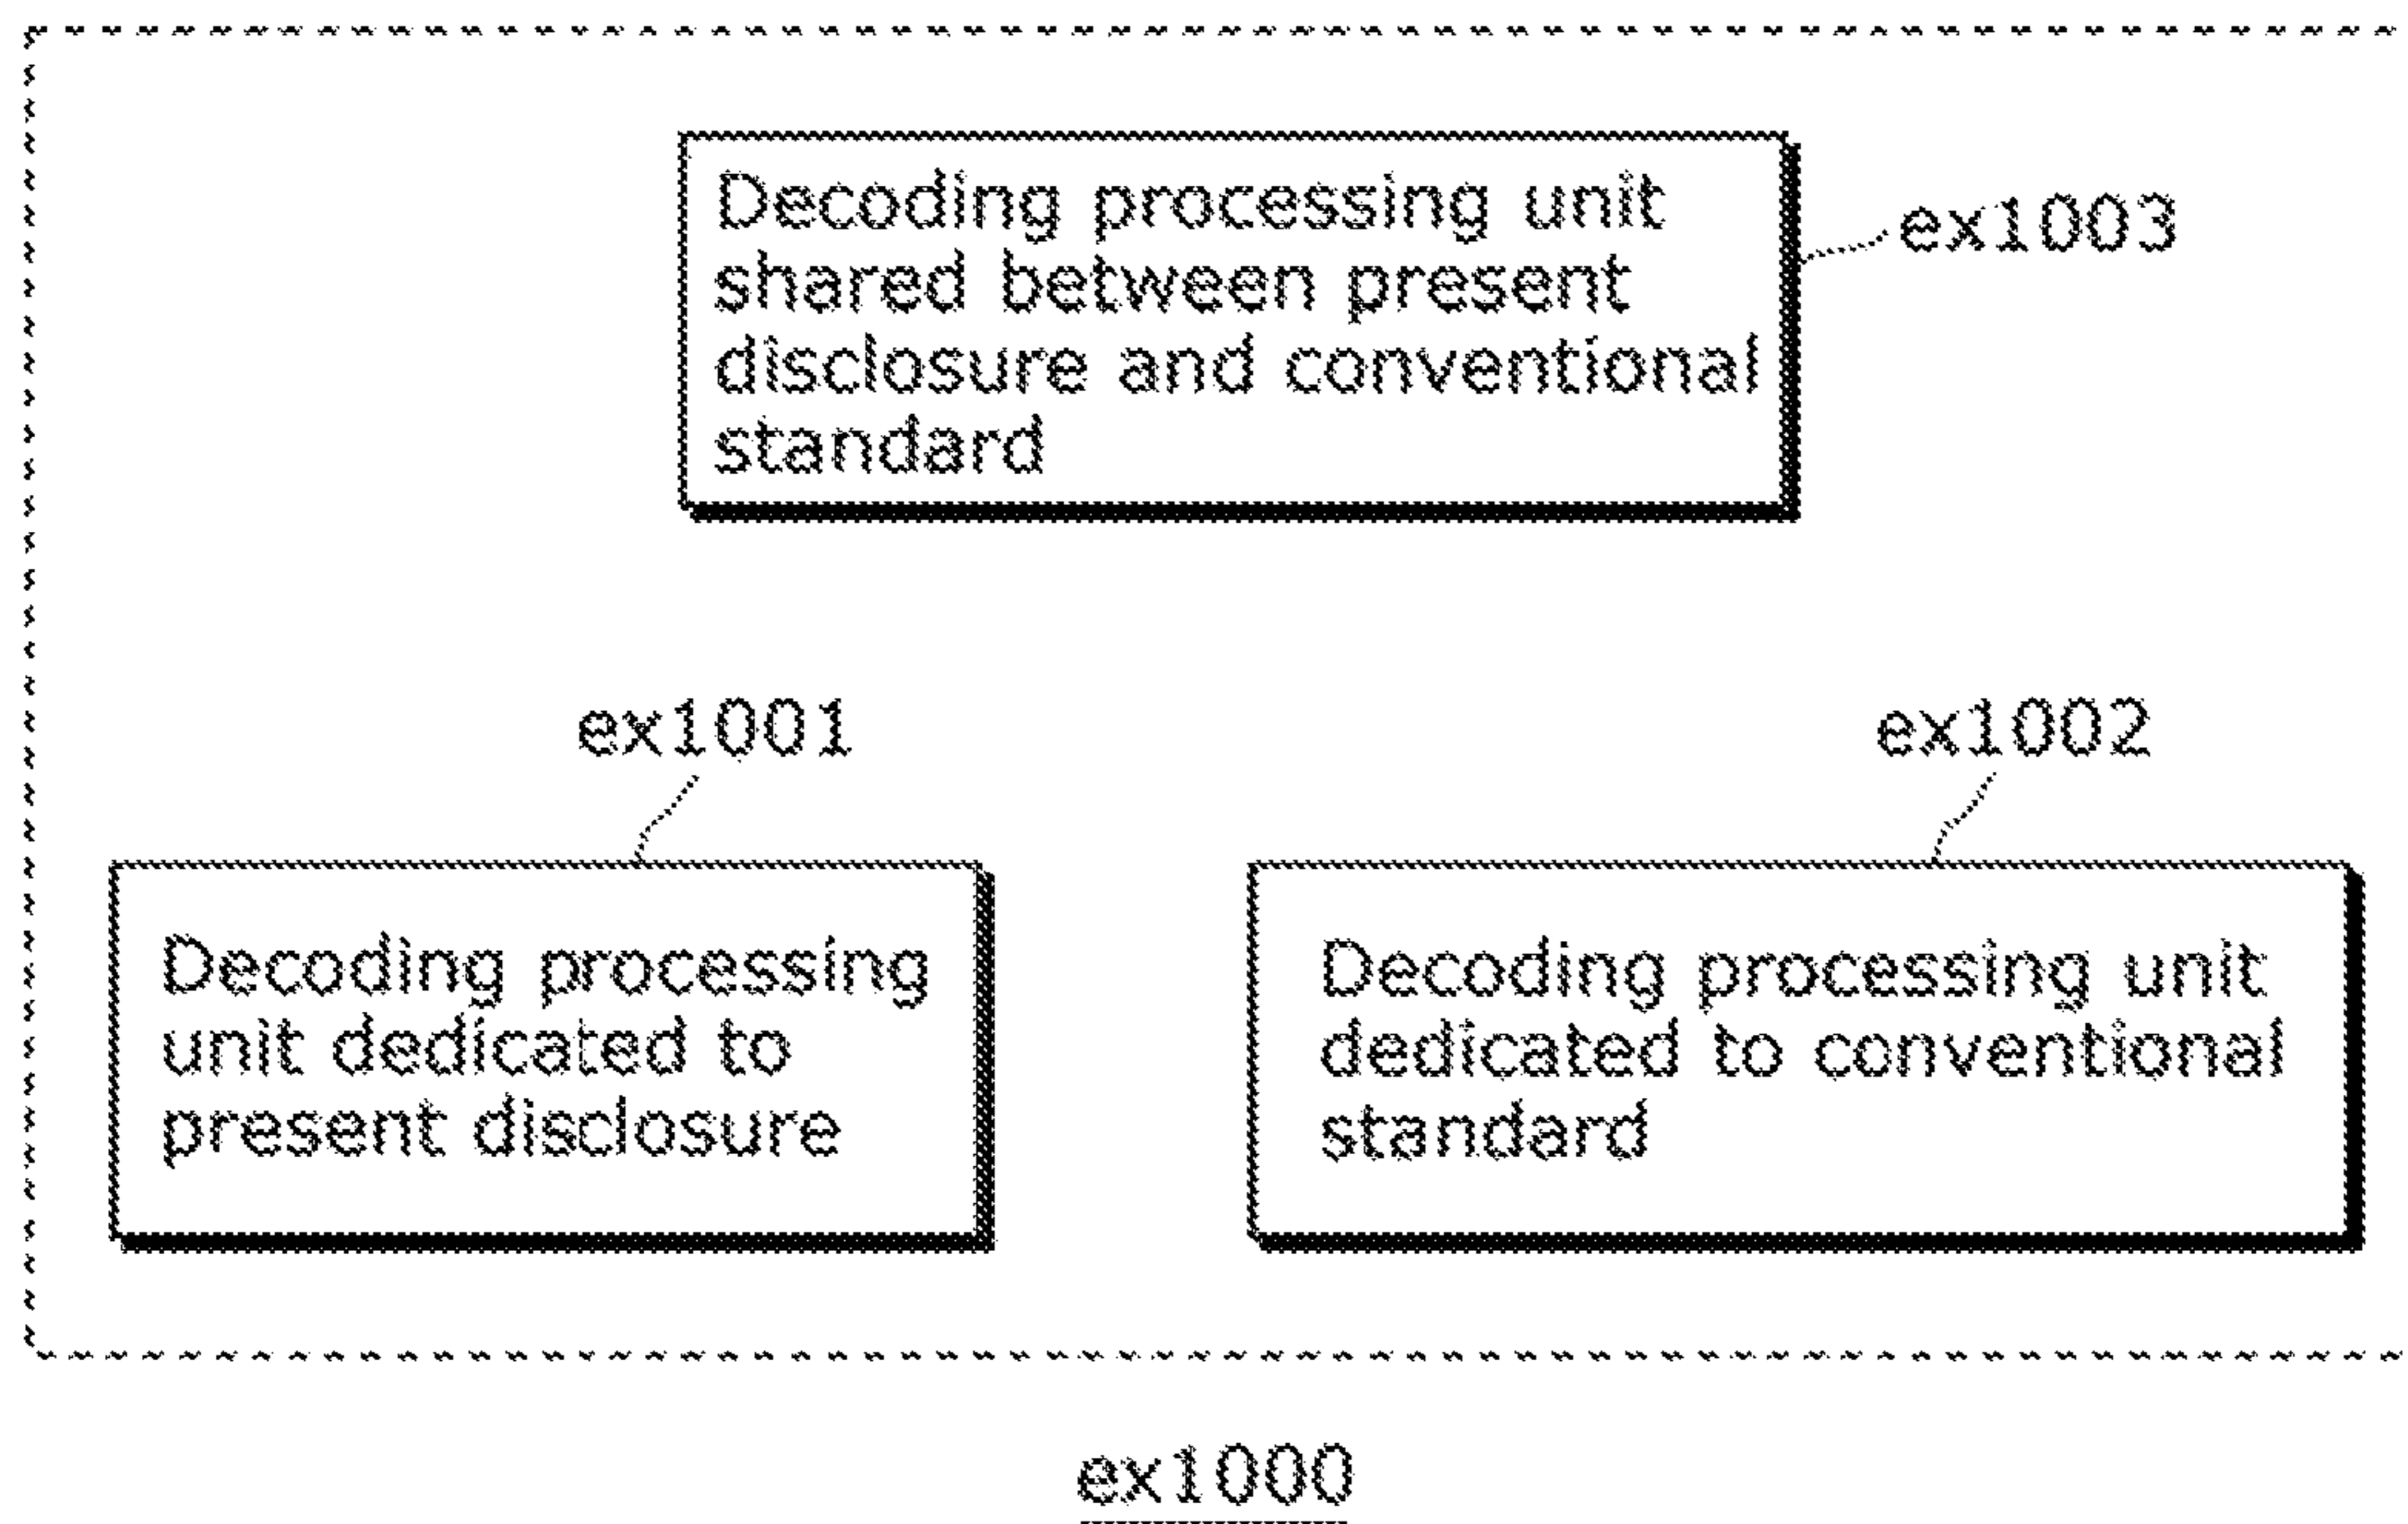 Decoding processing unit
shared between present
disclosure and conventional
standard
ex1003
ex1001
ex1002
Decoding processing
unit dedicated to
present disclosure
Decoding processing unit
dedicated to conventional
standard
ex1000